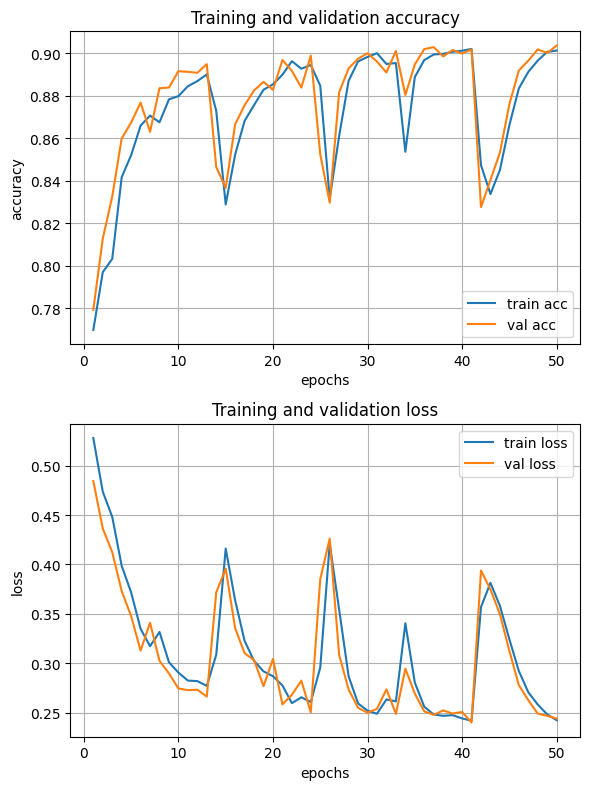 Training and validation accuracy
0.90
0.88
0.86
0.84
0.82
0.80
0.78
accuracy
train acc
val acc
0 10 20 30 40 50
epochs
Training and validation loss
train loss
val loss
0.50
0.45
0.40
0.35
0.30
0.25
loss
0 10 20 30 40 50
epochs